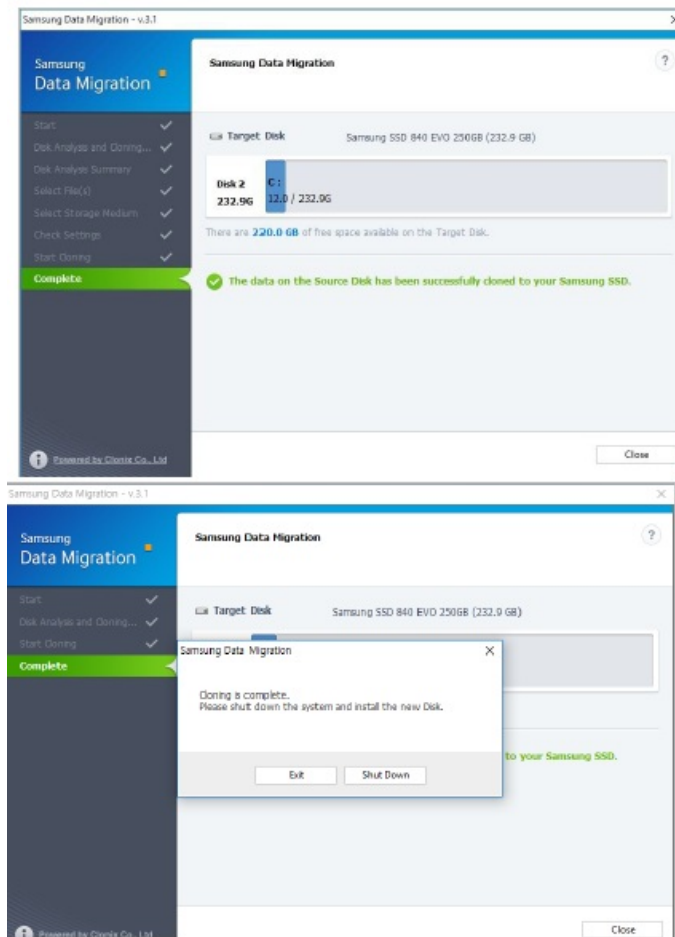 Samsung Data Migration - v.3.1
Samsung
Data Migration
Samsung Data Migration
?
Start
Disk Analysis and Cloning...
Disk Analysis Summary
Select File(s)
Select Storage Medium
Check Settings
Start Cloning
Complete
Target Disk Samsung SSD 840 EVO 250GB (232.9 GB)
Disk 2 C :
232.9G 12.0 / 232.9G
There are 220.0 GB of free space available on the Target Disk.
The data on the Source Disk has been successfully cloned to your Samsung SSD.
Powered by Clonix Co., Ltd
Close
Samsung Data Migration - v.3.1
Samsung
Data Migration
Samsung Data Migration
?
Start
Disk Analysis and Cloning...
Start Cloning
Complete
Target Disk Samsung SSD 840 EVO 250GB (232.9 GB)
Samsung Data Migration
Cloning is complete.
Please shut down the system and install the new Disk.
Exit Shut Down
to your Samsung SSD.
Powered by Clonix Co., Ltd
Close